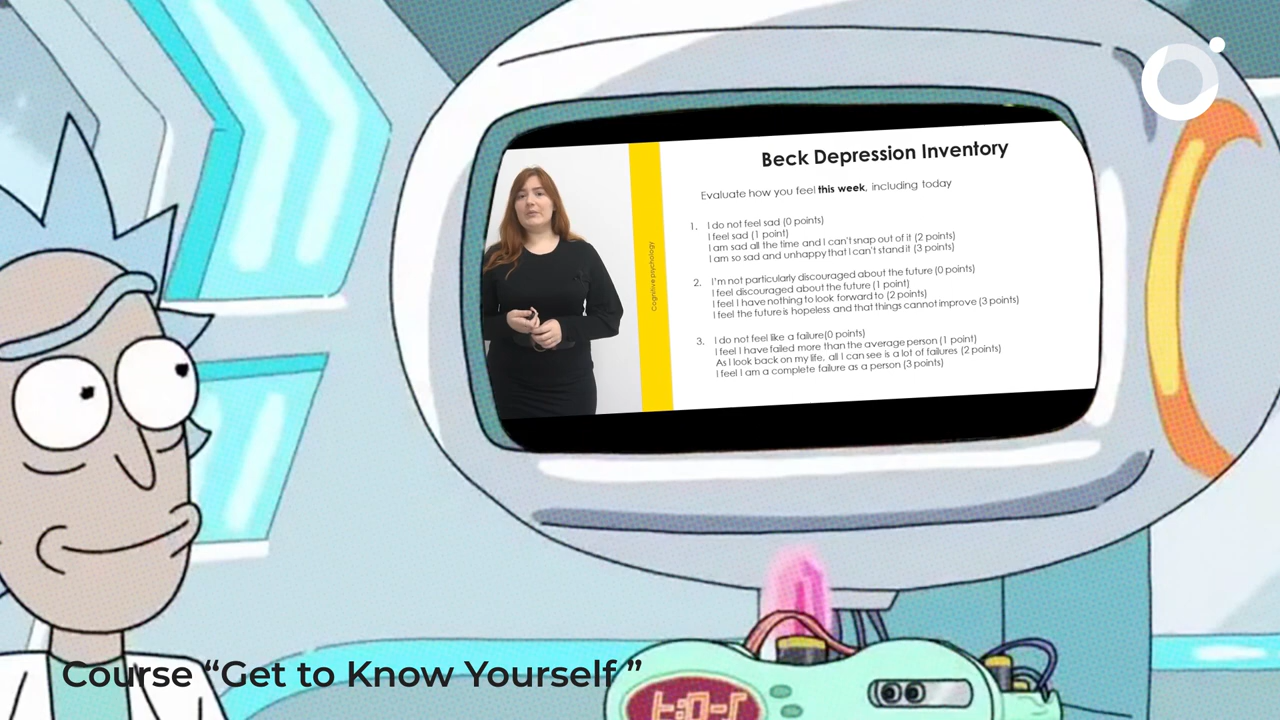 Beck Depression Inventory
Evaluate how you feel this week, including today
1. I do not feel sad (0 points)
I feel sad (1 point)
I am sad all the time and I can't snap out of it (2 points)
I am so sad and unhappy that I can't stand it (3 points)
2. I'm not particularly discouraged about the future (0 points)
I feel discouraged about the future (1 point)
I feel I have nothing to look forward to (2 points)
I feel the future is hopeless and that things cannot improve (3 points)
3. I do not feel like a failure(0 points)
I feel I have failed more than the average person (1 point)
As I look back on my life, all I can see is a lot of failures (2 points)
I feel I am a complete failure as a person (3 points)
Cognitive psychology
Course “Get to Know Yourself ”